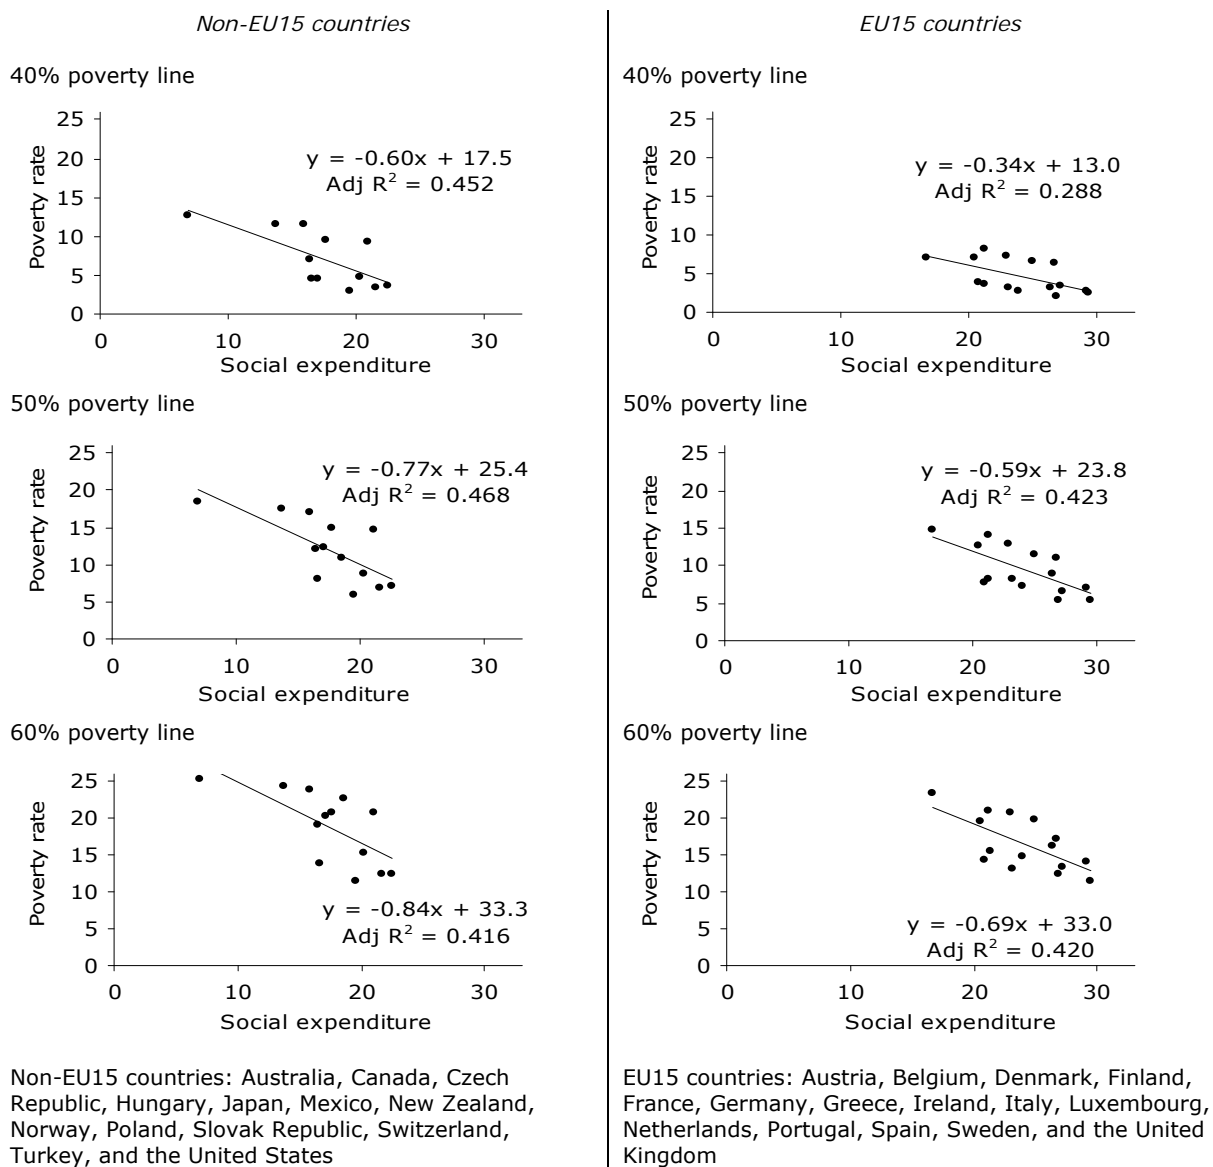 Non-EU15 countries
40% poverty line
25
20
15
10
5
0
Poverty rate
y = -0.60x + 17.5
Adj R² = 0.452
0 10 20 30
Social expenditure
50% poverty line
25
20
15
10
5
0
Poverty rate
y = -0.77x + 25.4
Adj R² = 0.468
0 10 20 30
Social expenditure
60% poverty line
25
20
15
10
5
0
Poverty rate
y = -0.84x + 33.3
Adj R² = 0.416
0 10 20 30
Social expenditure
Non-EU15 countries: Australia, Canada, Czech
Republic, Hungary, Japan, Mexico, New Zealand,
Norway, Poland, Slovak Republic, Switzerland,
Turkey, and the United States
EU15 countries
40% poverty line
25
20
15
10
5
0
Poverty rate
y = -0.34x + 13.0
Adj R² = 0.288
0 10 20 30
Social expenditure
50% poverty line
25
20
15
10
5
0
Poverty rate
y = -0.59x + 23.8
Adj R² = 0.423
0 10 20 30
Social expenditure
60% poverty line
25
20
15
10
5
0
Poverty rate
y = -0.69x + 33.0
Adj R² = 0.420
0 10 20 30
Social expenditure
EU15 countries: Austria, Belgium, Denmark, Finland,
France, Germany, Greece, Ireland, Italy, Luxembourg,
Netherlands, Portugal, Spain, Sweden, and the United
Kingdom